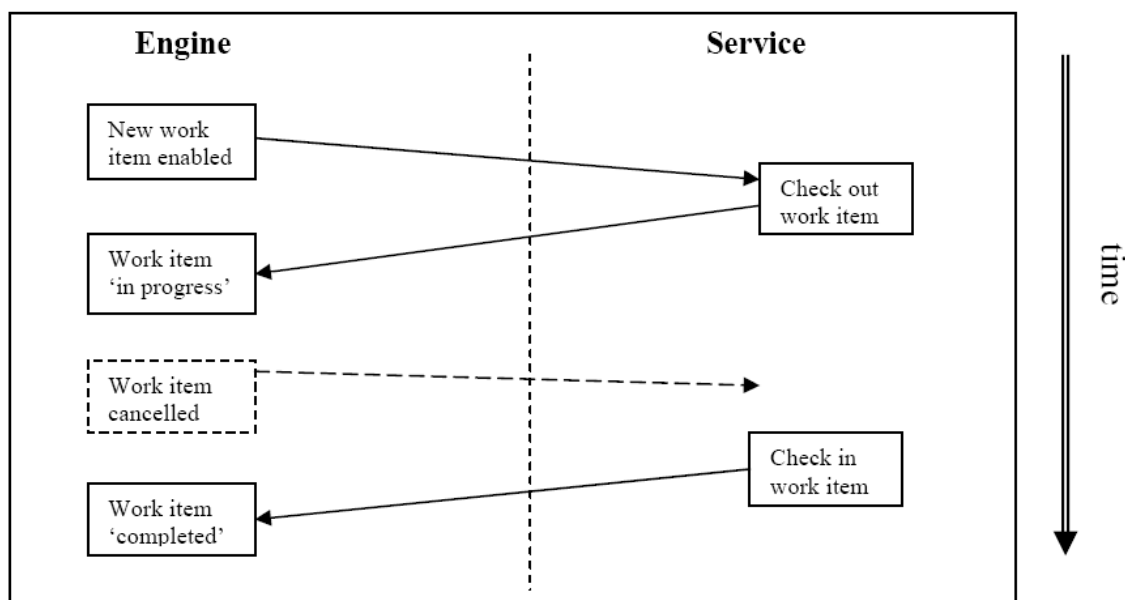 Engine
Service
New work
item enabled
Check out
work item
Work item
‘in progress’
time
Work item
cancelled
Check in
work item
Work item
‘completed’